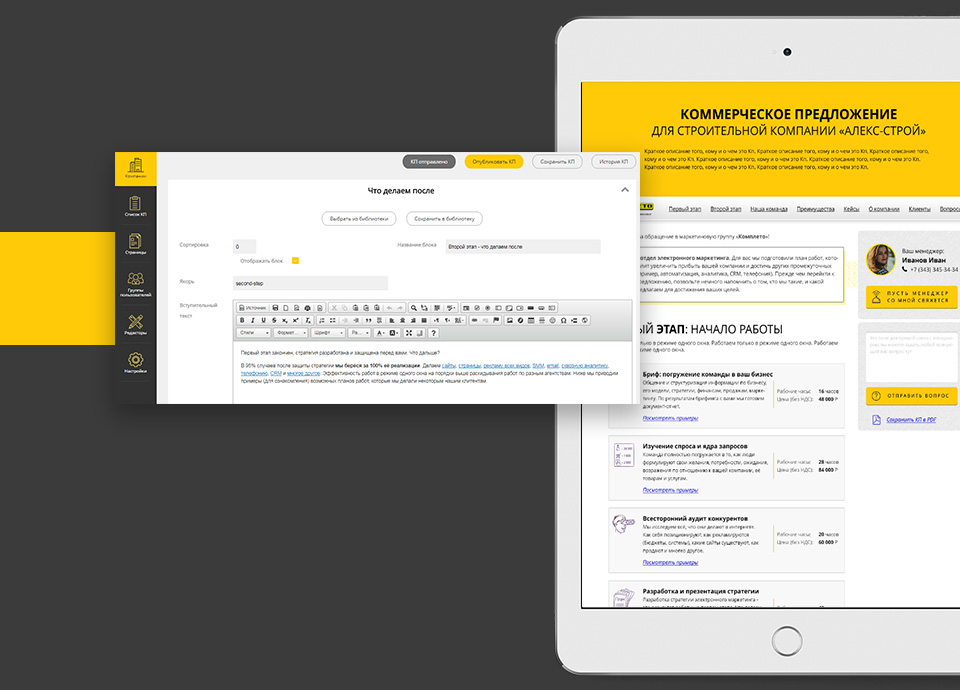 Компании
Список КП
Страницы
Группы
пользователей
Редакторы
Настройки
КП отправлено
Опубликовать КП
Сохранить КП
История КП
Что делаем после
Выбрать из библиотеки
Сохранить в библиотеку
Сортировка
0
Название блока
Второй этап - что делаем после
Отображать блок
Якорь
second-step
Вступительный
текст
Источник
Стили
Формат...
Шрифт
Ра...
Первый этап закончен, стратегия разработана и защищена перед вами. Что дальше?
В 95% случаев после защиты стратегии мы беремся за 100% ее реализации. Делаем сайты, страницы, рекламу всех видов, SMM, email, сквозную аналитику,
телефонию, CRM и многое другое. Эффективность работ в режиме одного окна на порядки выше раскидывания работ по разным агентствам. Ниже мы приводим
примеры (для ознакомления) возможных планов работ, которые мы делали некоторым нашим клиентам.
КОММЕРЧЕСКОЕ ПРЕДЛОЖЕНИЕ
ДЛЯ СТРОИТЕЛЬНОЙ КОМПАНИИ «АЛЕКС-СТРОЙ»
Краткое описание того, кому и о чем это Кп. Краткое описание того, кому и о чем это Кп. Краткое описание того,
кому и о чем это Кп. Краткое описание того, кому и о чем это Кп. Краткое описание того, кому и о чем это Кп.
Краткое описание того, кому и о чем это Кп.
Первый этап
Второй этап
Наша команда
Преимущества
Кейсы
О компании
Клиенты
Вопросы
за обращение в маркетинговую группу «Комплето»!
отдел электронного маркетинга. Для вас мы подготовили план работ, кото-
увеличить прибыль вашей компании и достичь других промежуточных
автоматизация, аналитика, CRM, телефония). Прежде чем перейти к
предложению, позвольте немного напомнить о том, кто мы такие, и какой
для достижения ваших целей.
Ваш менеджер:
Иванов Иван
+7 (343) 345-34-34
ПУСТЬ МЕНЕДЖЕР
СО МНОЙ СВЯЖЕТСЯ
ОТПРАВИТЬ ВОПРОС
Сохранить КП в PDF
ЫЙ ЭТАП: НАЧАЛО РАБОТЫ
только в режиме одного окна. Работаем только в режиме одного окна. Работаем
режиме одного окна.
Бриф: погружение команды в ваш бизнес
Общение и структуризация информации по бизнесу,
его модели, стратегии, финансам, продажам, марке-
тингу. По результатам брифинга с вами мы готовим
документ-отчет.
Посмотреть примеры
Рабочие часы: 16 часов
Цена (без НДС): 48 000 Р
Изучение спроса и ядра запросов
Команда полностью погружается в то, как люди
формулируют свои желания, потребности, ожидания,
возражения по отношению к вашей компании, её
товарам и услугам.
Посмотреть примеры
Рабочие часы: 28 часов
Цена (без НДС): 84 000 Р
Всесторонний аудит конкурентов
Мы исследуем всё, что они делают в интернете.
Как себя позиционируют, как рекламируются
(бюджеты, системы), какие сайты существуют, как
продают и многое другое.
Посмотреть примеры
Рабочие часы: 20 часов
Цена (без НДС): 60 000 Р
Разработка и презентация стратегии
Разработка стратегии электронного маркетинга -